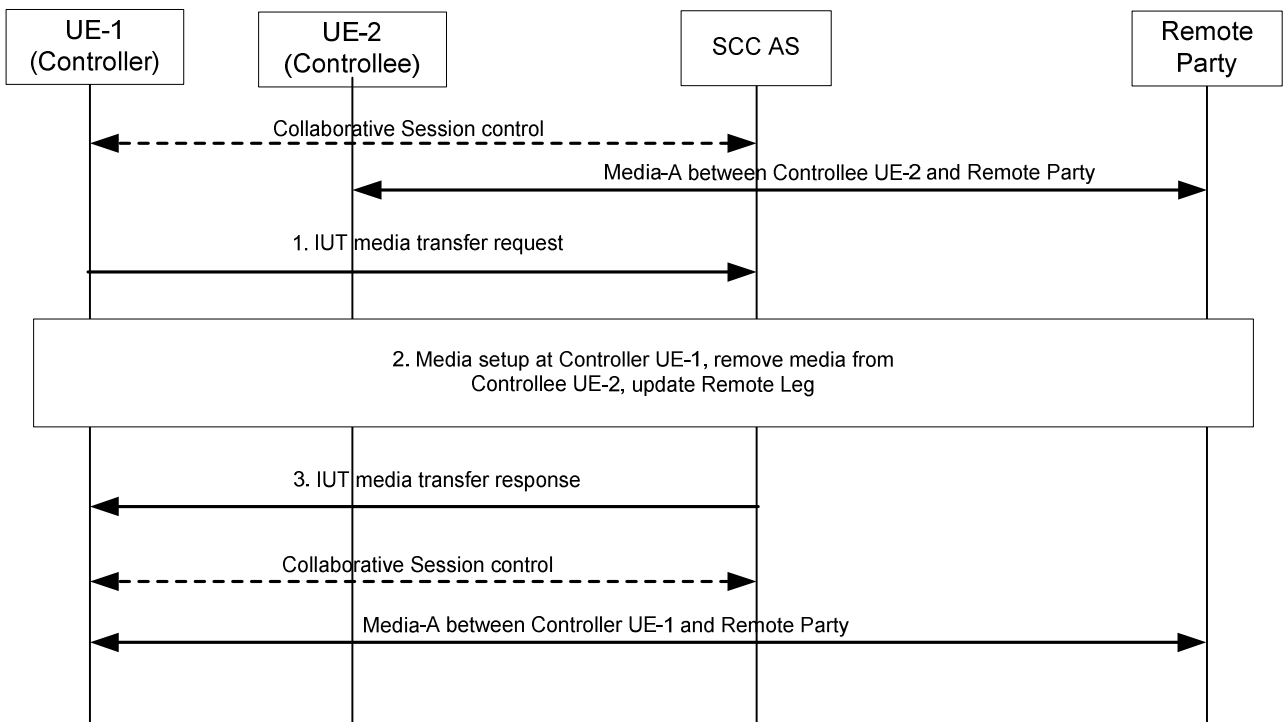 UE-1
(Controller)
UE-2
(Controllee)
SCC AS
Remote
Party
Collaborative Session control
Media-A between Controllee UE-2 and Remote Party
1. IUT media transfer request
2. Media setup at Controller UE-1, remove media from
Controllee UE-2, update Remote Leg
3. IUT media transfer response
Collaborative Session control
Media-A between Controller UE-1 and Remote Party